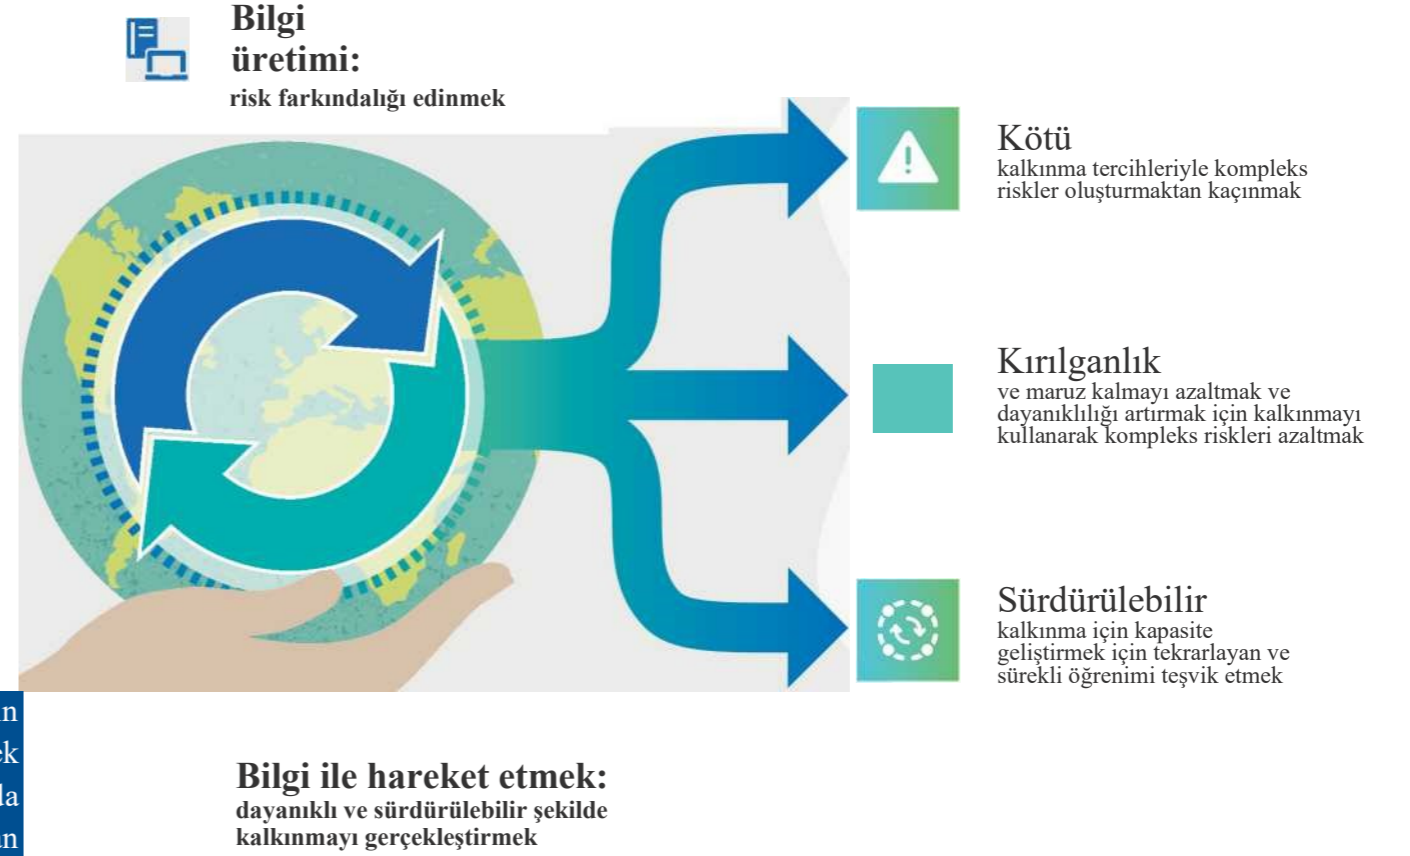 Bilgi
üretimi:
risk farkındalığı edinmek
Kötü
kalkınma tercihleriyle kompleks
riskler oluşturmaktan kaçınmak
Kırılganlık
ve maruz kalmayı azaltmak ve
dayanıklılığı artırmak için kalkınmayı
kullanarak kompleks riskleri azaltmak
Sürdürülebilir
kalkınma için kapasite
geliştirmek için tekrarlayan ve
sürekli öğrenimi teşvik etmek
Bilgi ile hareket etmek:
dayanıklı ve sürdürülebilir şekilde
kalkınmayı gerçekleştirmek